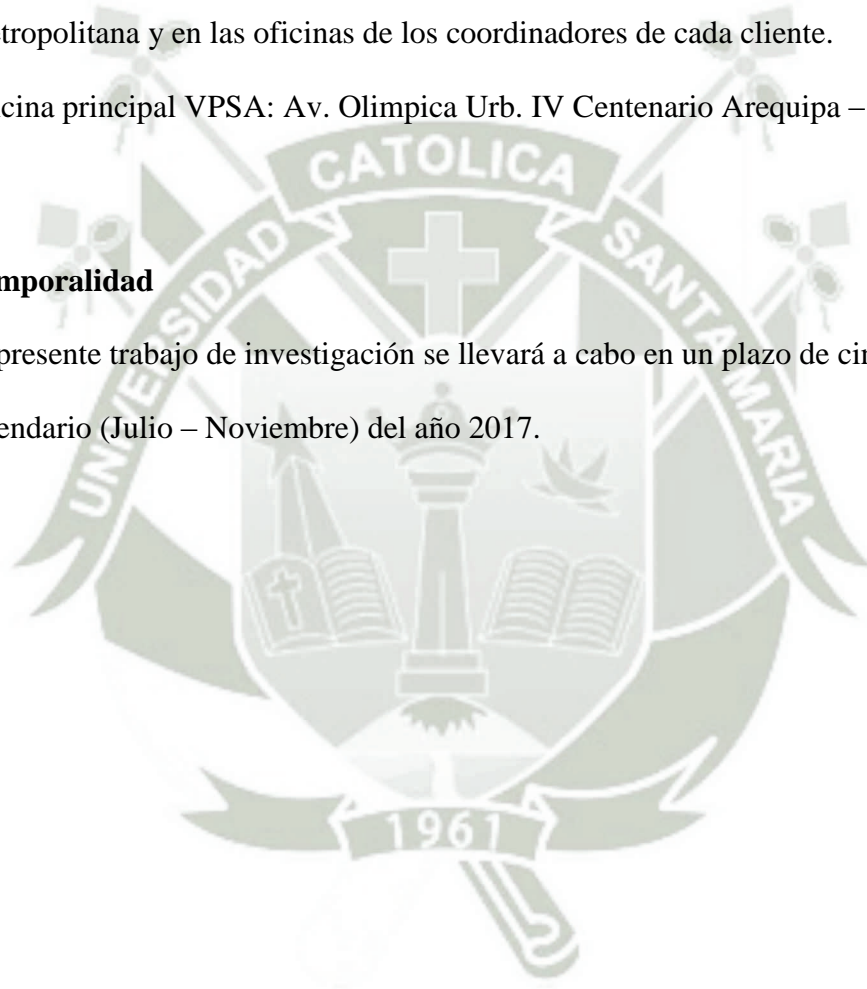 etropolitana y en las oficinas de los coordinadores de cada cliente.
icina principal VPSA: Av. Olimpica Urb. IV Centenario Arequipa –
CATOLICA
UNIVERSIDAD
SANTA MARIA
mporalidad
presente trabajo de investigación se llevará a cabo en un plazo de cin
endario (Julio – Noviembre) del año 2017.
1961